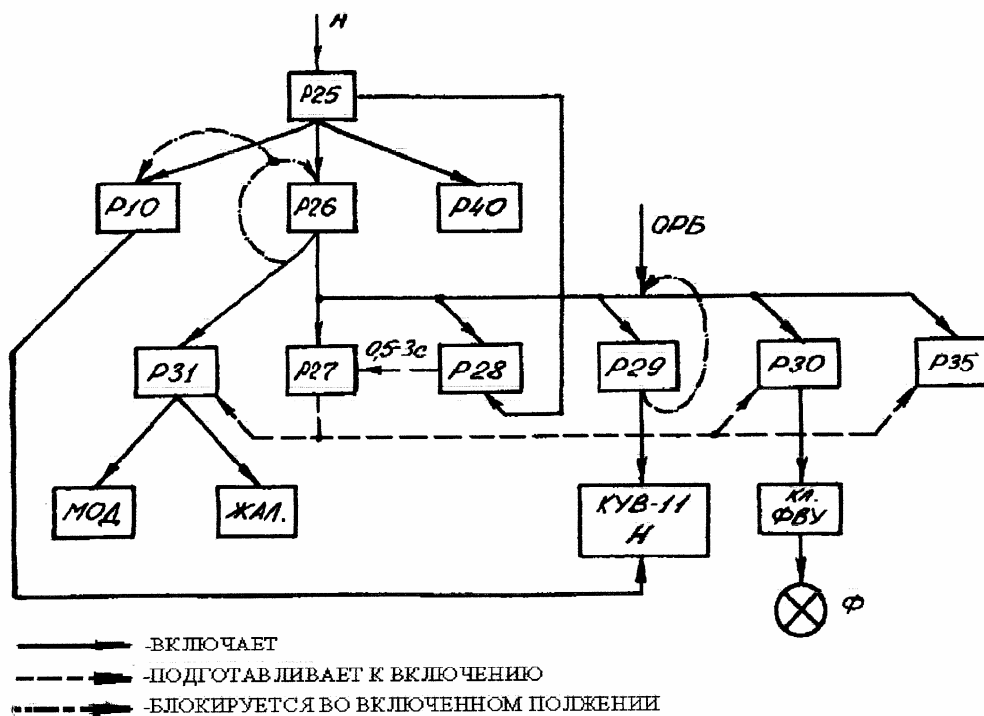 Н
Р25
Р10
Р26
Р40
ОРБ
Р31
Р27
0,5-3с
Р28
Р29
Р30
Р35
МОД
ЖАЛ.
КУВ-11
Н
КЛ.
ФВУ
Ф
-ВКЛЮЧАЕТ
-ПОДГОТАВЛИВАЕТ К ВКЛЮЧЕНИЮ
-БЛОКИРУЕТСЯ ВО ВКЛЮЧЕННОМ ПОЛЖЕНИИ